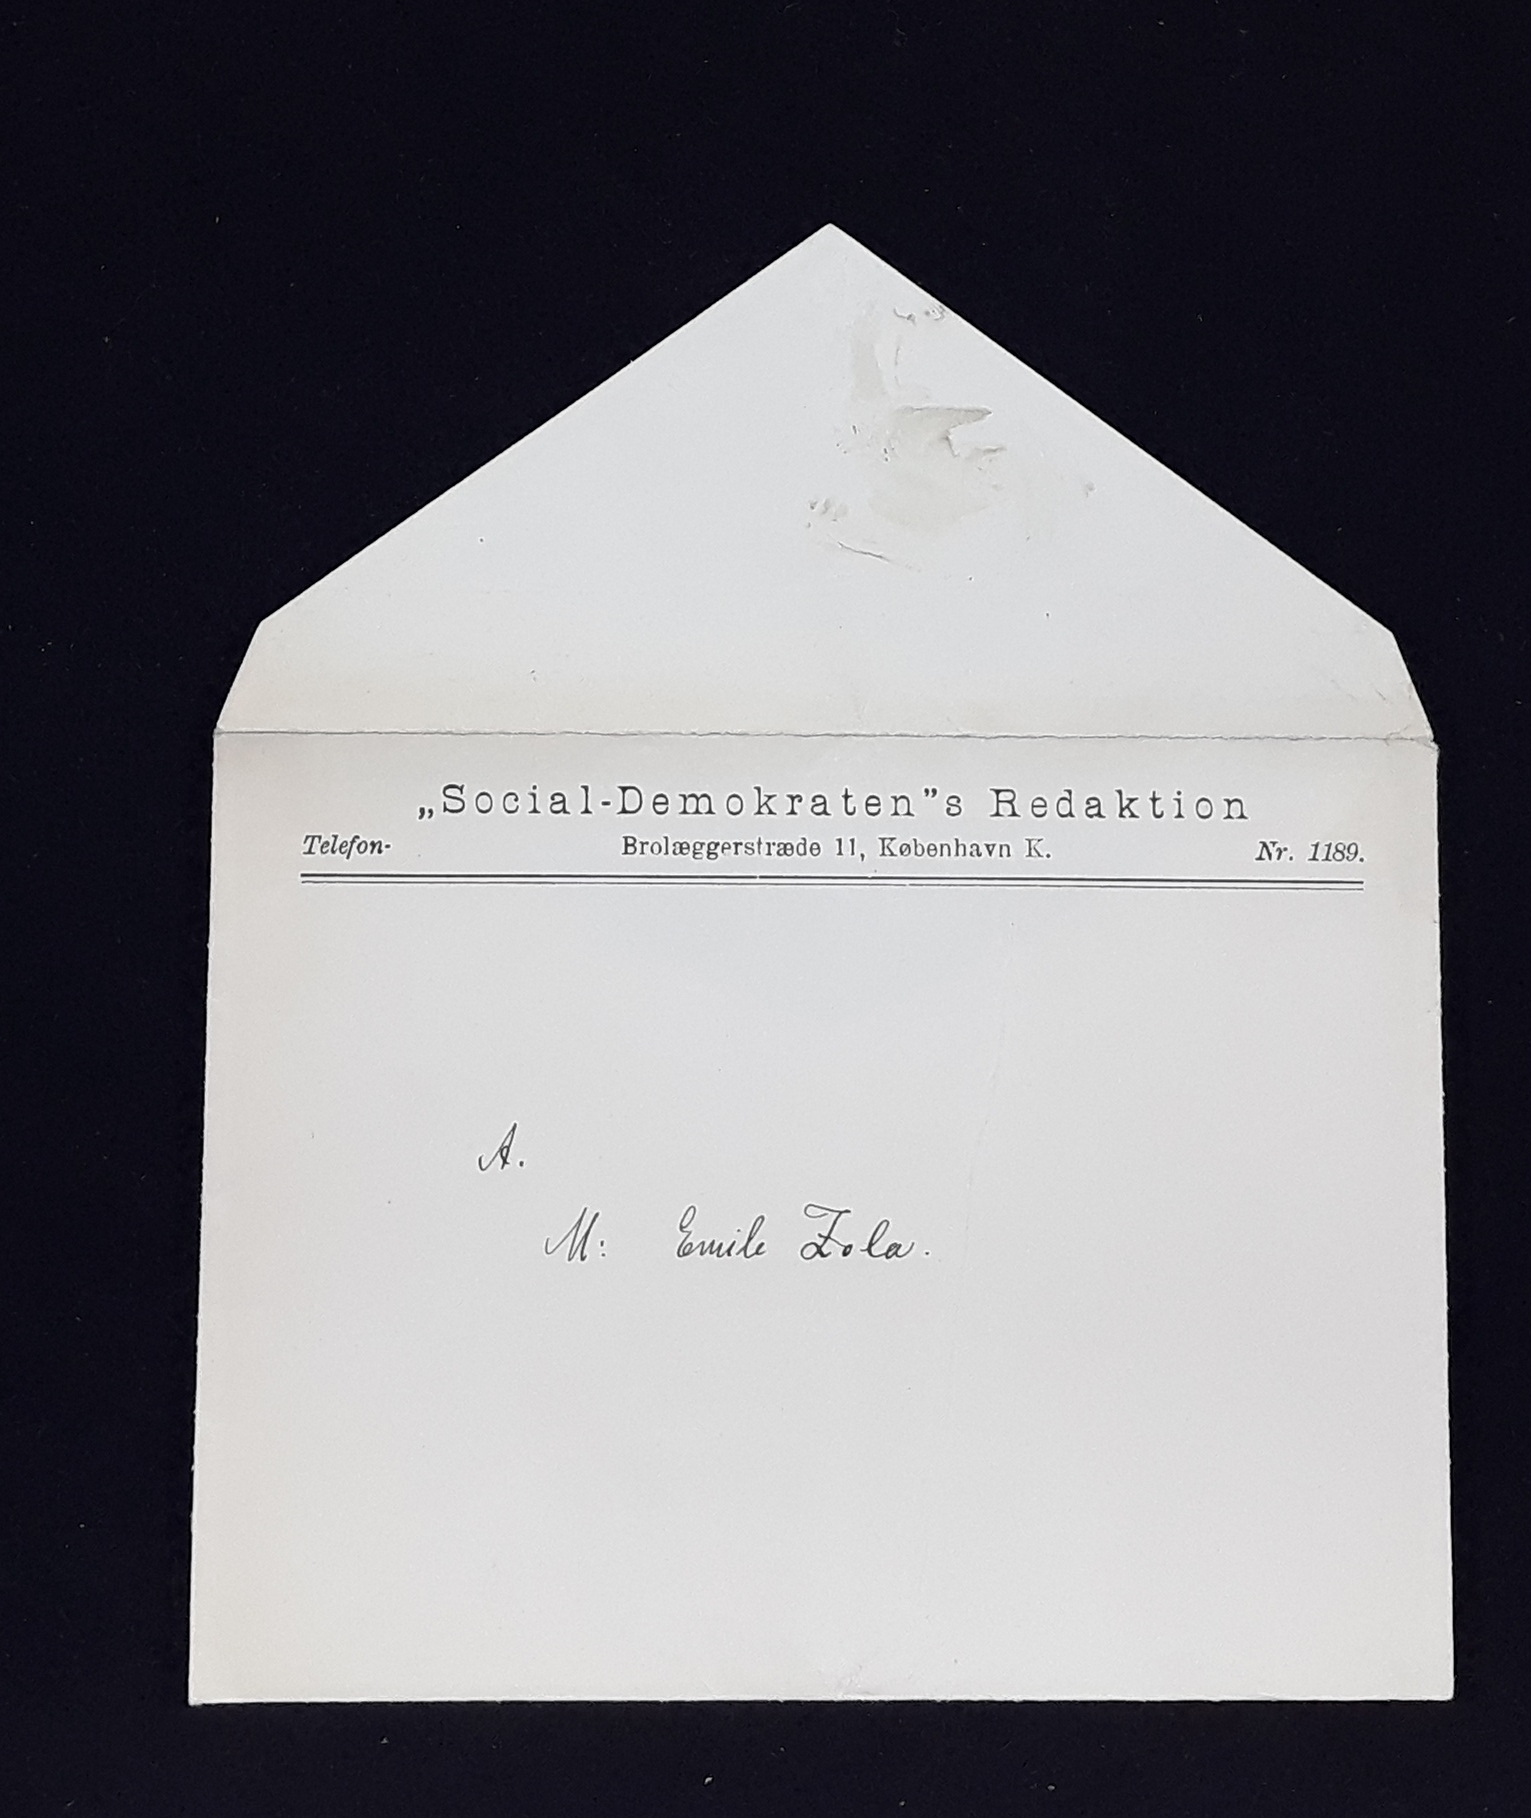 „Social-Demokraten”s Redaktion
Telefon- Brolæggerstræde 11, København K. Nr. 1189.
A.
M: Emile Zola.